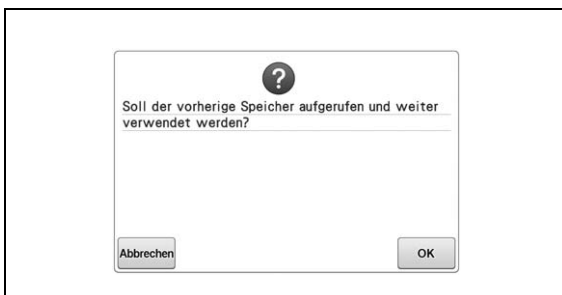 ?
Soll der vorherige Speicher aufgerufen und weiter
verwendet werden?
Abbrechen
OK